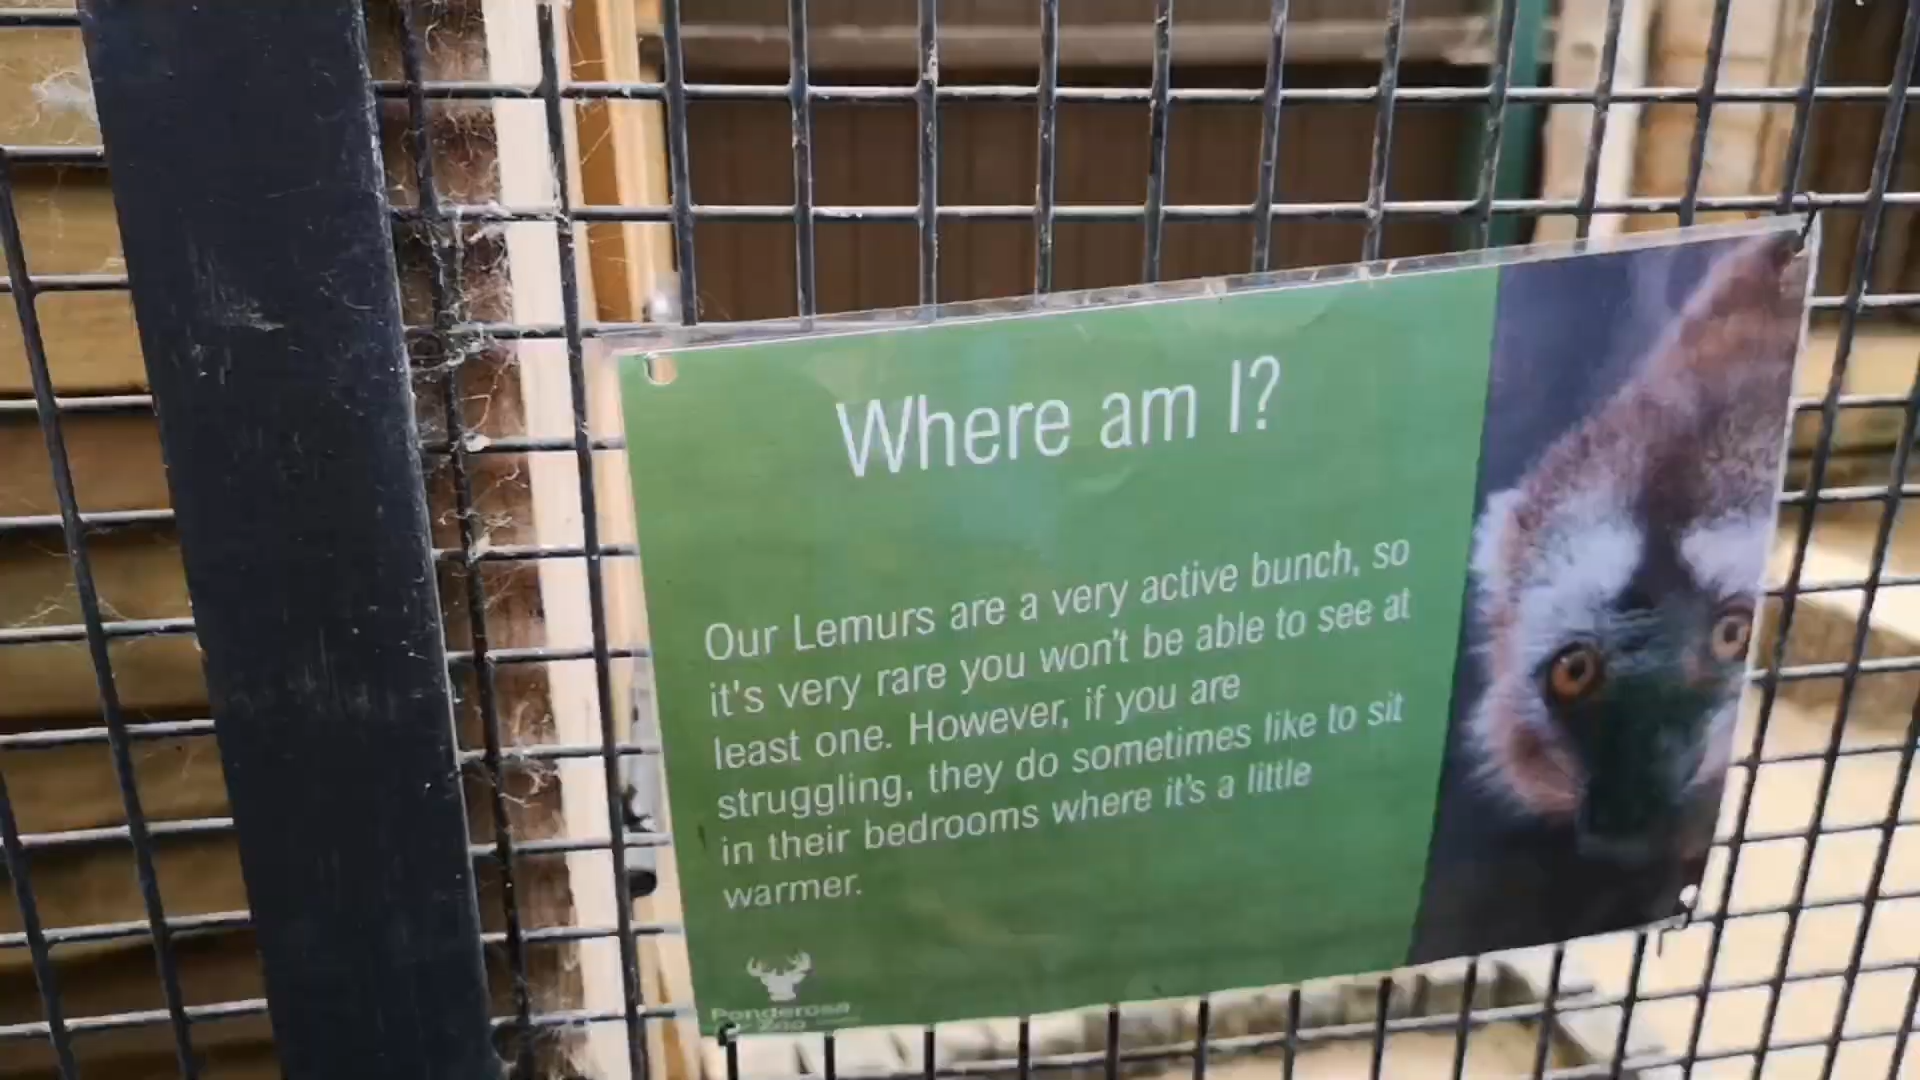 Where am I?
Our Lemurs are a very active bunch, so
it's very rare you won't be able to see at
least one. However, if you are
struggling, they do sometimes like to sit
in their bedrooms where it's a little
warmer.
Ponderosa
Zoo